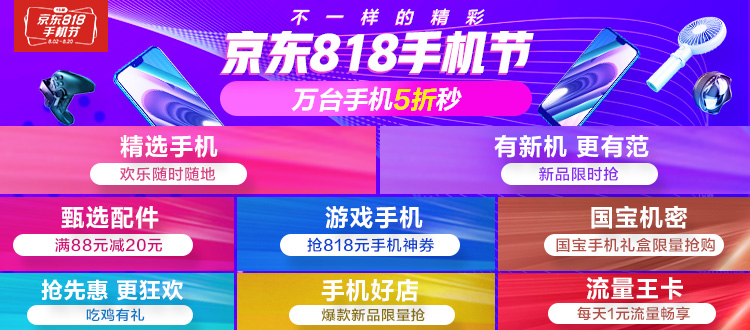 京东818
手机节
8.02-8.20
不一样的精彩
京东818手机节
万台手机5折秒
精选手机
欢乐随时随地
有新机 更有范
新品限时抢
甄选配件
满88元减20元
游戏手机
抢818元手机神券
国宝机密
国宝手机礼盒限量抢购
抢先惠 更狂欢
吃鸡有礼
手机好店
爆款新品限量抢
流量王卡
每天1元流量畅享